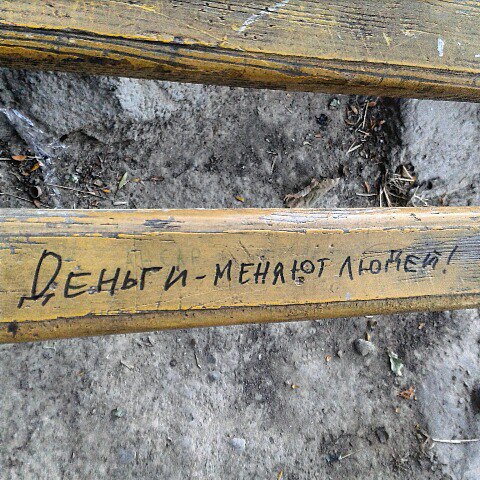 Деньги - меняют людей!